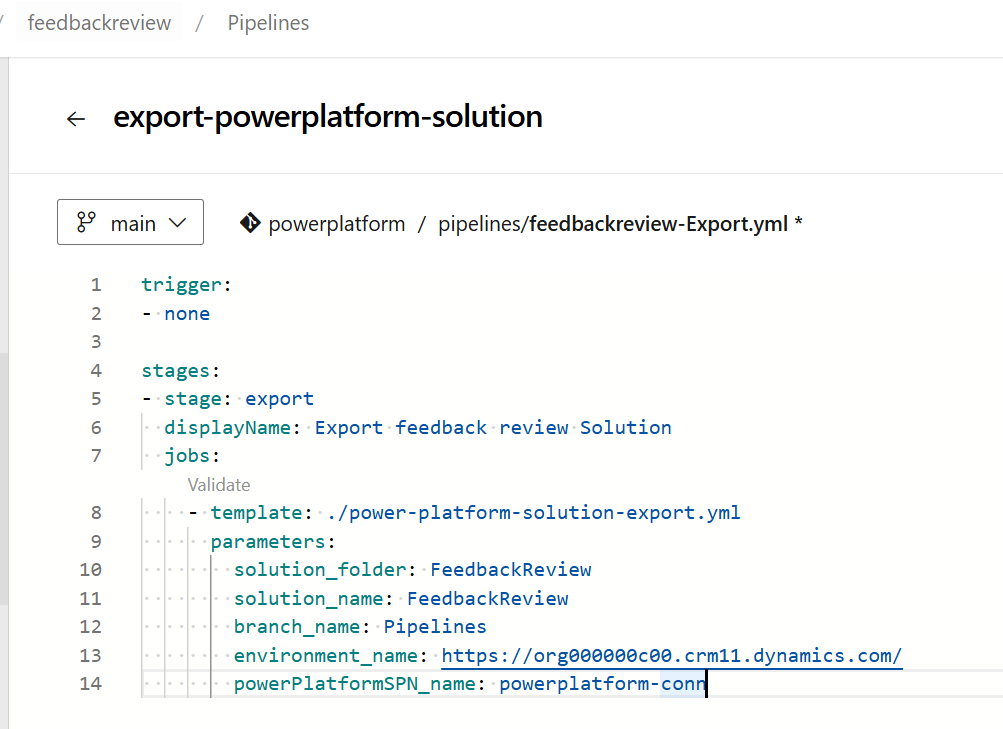 / feedbackreview / Pipelines
← export-powerplatform-solution
main powerplatform / pipelines/feedbackreview-Export.yml *
1 trigger:
2 - none
3
4 stages:
5 - stage: export
6 displayName: Export feedback review Solution
7 jobs:
Validate
8 - template: ./power-platform-solution-export.yml
9 parameters:
10 solution_folder: FeedbackReview
11 solution_name: FeedbackReview
12 branch_name: Pipelines
13 environment_name: https://org000000c00.crm11.dynamics.com/
14 powerPlatformSPN_name: powerplatform-conn